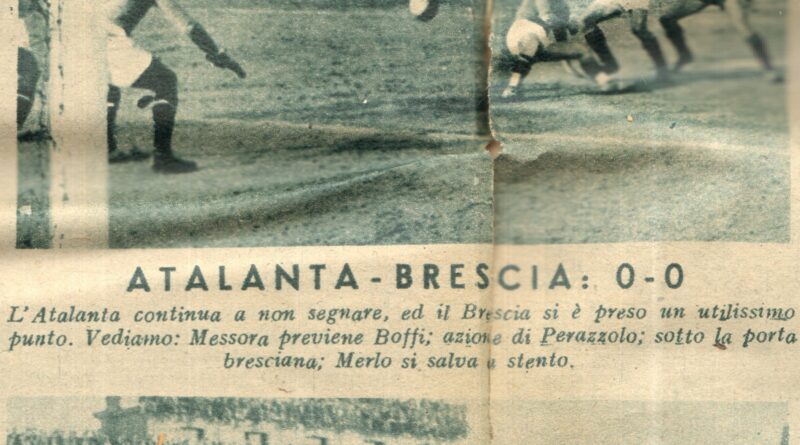 ATALANTA-BRESCIA: 0-0
L'Atalanta continua a non segnare, ed il Brescia si è preso un utilissimo
punto. Vediamo: Messora previene Boffi; azione di Perazzolo; sotto la porta
bresciana; Merlo si salva a stento.